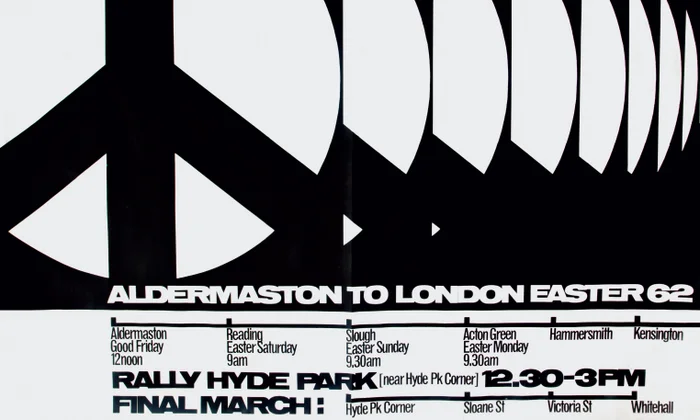 ALDERMASTON TO LONDON EASTER 62
Aldermaston Reading Slough Acton Green Hammersmith Kensington
Good Friday Easter Saturday Easter Sunday Easter Monday
12noon 9am 9.30am 9.30am
RALLY HYDE PARK [near Hyde Pk Corner] 12.30-3PM
FINAL MARCH: Hyde Pk Corner Sloane St Victoria St Whitehall